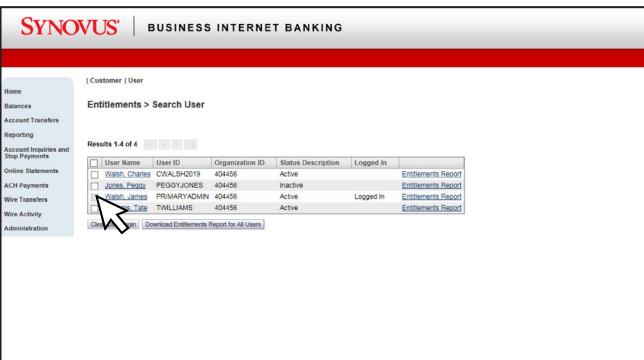 SYNOVUS® | BUSINESS INTERNET BANKING
| Customer | User
Home
Balances
Account Transfers
Reporting
Account Inquiries and
Stop Payments
Online Statements
ACH Payments
Wire Transfers
Wire Activity
Administration
Entitlements > Search User
Results 1-4 of 4
User Name User ID Organization ID Status Description Logged In
Walsh, Charles CWALSH2019 404456 Active Entitlements Report
Jones, Peggy PEGGYJONES 404456 Inactive Entitlements Report
Walsh, James PRIMARYADMIN 404456 Active Logged In Entitlements Report
Tate TWILLIAMS 404456 Active Entitlements Report
Download Entitlements Report for All Users